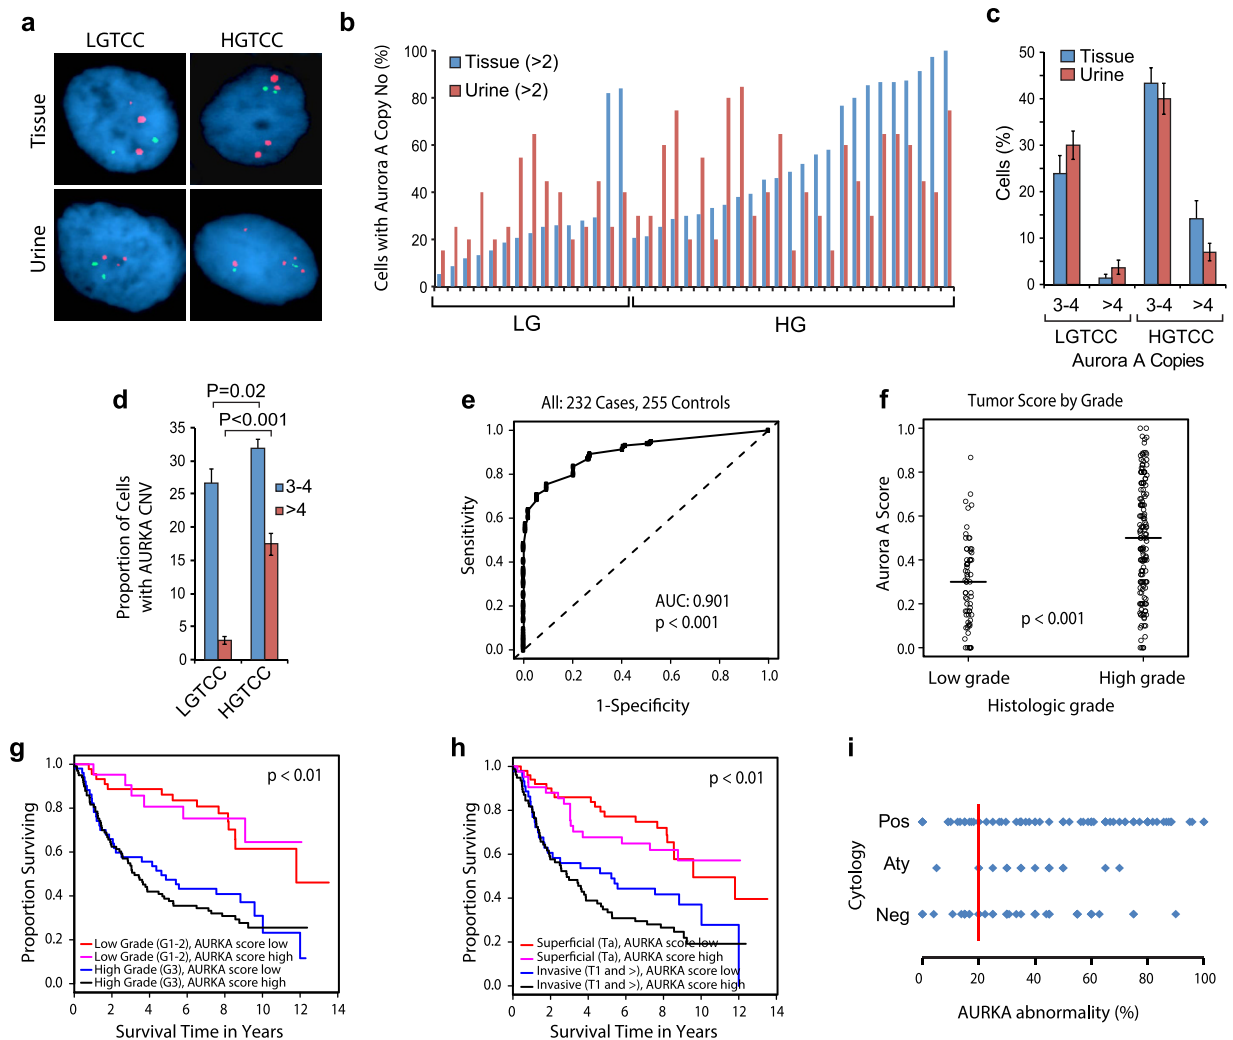 a
LGTCC
HGTCC
Tissue
Urine
b
Cells with Aurora A Copy No (%)
100
80
60
40
20
0
Tissue (>2)
Urine (>2)
LG
HG
c
Cells (%)
50
40
30
20
10
0
Tissue
Urine
3-4
>4
3-4
>4
LGTCC
HGTCC
Aurora A Copies
d
P=0.02
P<0.001
Proportion of Cells
with AURKA CNV
35
30
25
20
15
10
5
0
3-4
>4
LGTCC
HGTCC
e
All: 232 Cases, 255 Controls
Sensitivity
1.0
0.8
0.6
0.4
0.2
0.0
AUC: 0.901
p < 0.001
0.0
0.2
0.4
0.6
0.8
1.0
1-Specificity
f
Tumor Score by Grade
Aurora A Score
1.0
0.8
0.6
0.4
0.2
0.0
p < 0.001
Low grade
High grade
Histologic grade
g
Proportion Surviving
1.0
0.8
0.6
0.4
0.2
0.0
p < 0.01
Low Grade (G1-2), AURKA score low
Low Grade (G1-2), AURKA score high
High Grade (G3), AURKA score low
High Grade (G3), AURKA score high
0
2
4
6
8
10
12
14
Survival Time in Years
h
Proportion Surviving
1.0
0.8
0.6
0.4
0.2
0.0
p < 0.01
Superficial (Ta), AURKA score low
Superficial (Ta), AURKA score high
Invasive (T1 and >), AURKA score low
Invasive (T1 and >), AURKA score high
0
2
4
6
8
10
12
14
Survival Time in Years
i
Cytology
Pos
Aty
Neg
0
20
40
60
80
100
AURKA abnormality (%)